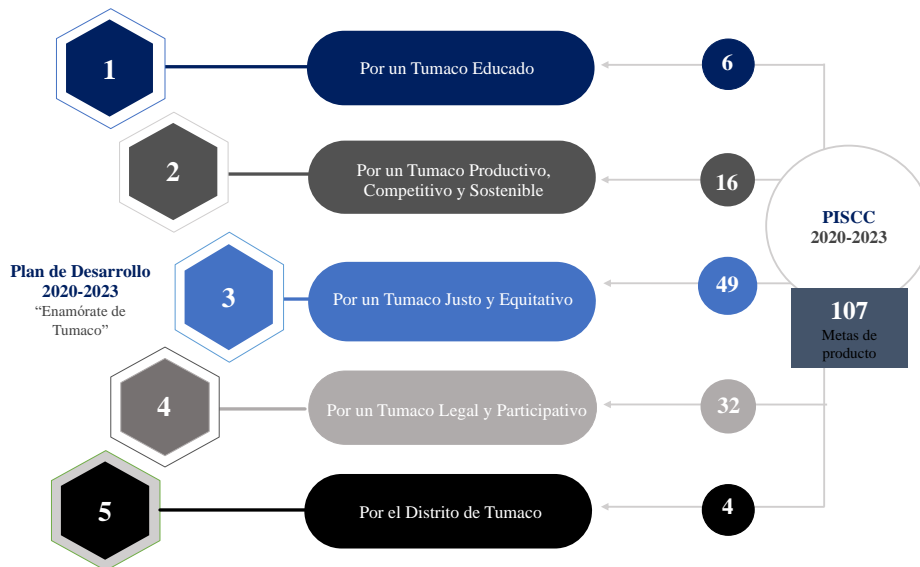 1
Por un Tumaco Educado
6
2
Por un Tumaco Productivo,
Competitivo y Sostenible
16
PISCC
2020-2023
Plan de Desarrollo
2020-2023
“Enamórate de
Tumaco”
3
Por un Tumaco Justo y Equitativo
49
107
Metas de
producto
4
Por un Tumaco Legal y Participativo
32
5
Por el Distrito de Tumaco
4